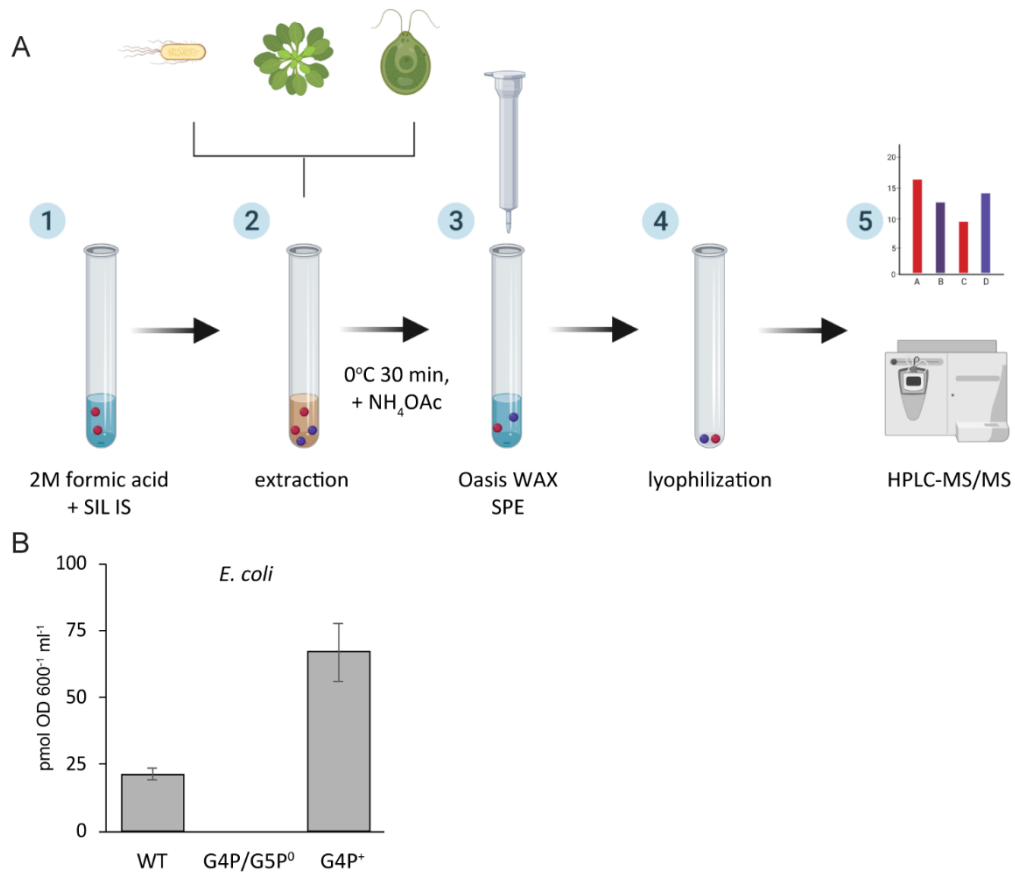 A
1
2
3
4
5
20
15
10
5
0
A B C D
0°C 30 min,
+ NH₄OAc
2M formic acid
+ SIL IS
extraction
Oasis WAX
SPE
lyophilization
HPLC-MS/MS
B
E. coli
pmol OD 600⁻¹ ml⁻¹
100
75
50
25
0
WT G4P/G5P⁰ G4P⁺